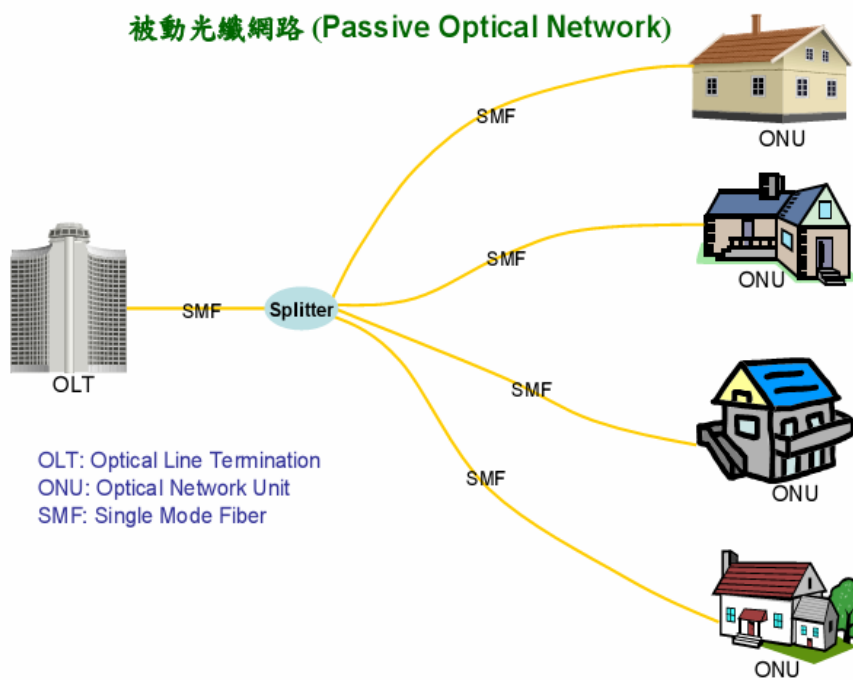 被動光纖網路 (Passive Optical Network)
SMF
ONU
SMF
ONU
SMF
Splitter
OLT
SMF
ONU
OLT: Optical Line Termination
ONU: Optical Network Unit
SMF: Single Mode Fiber
SMF
ONU